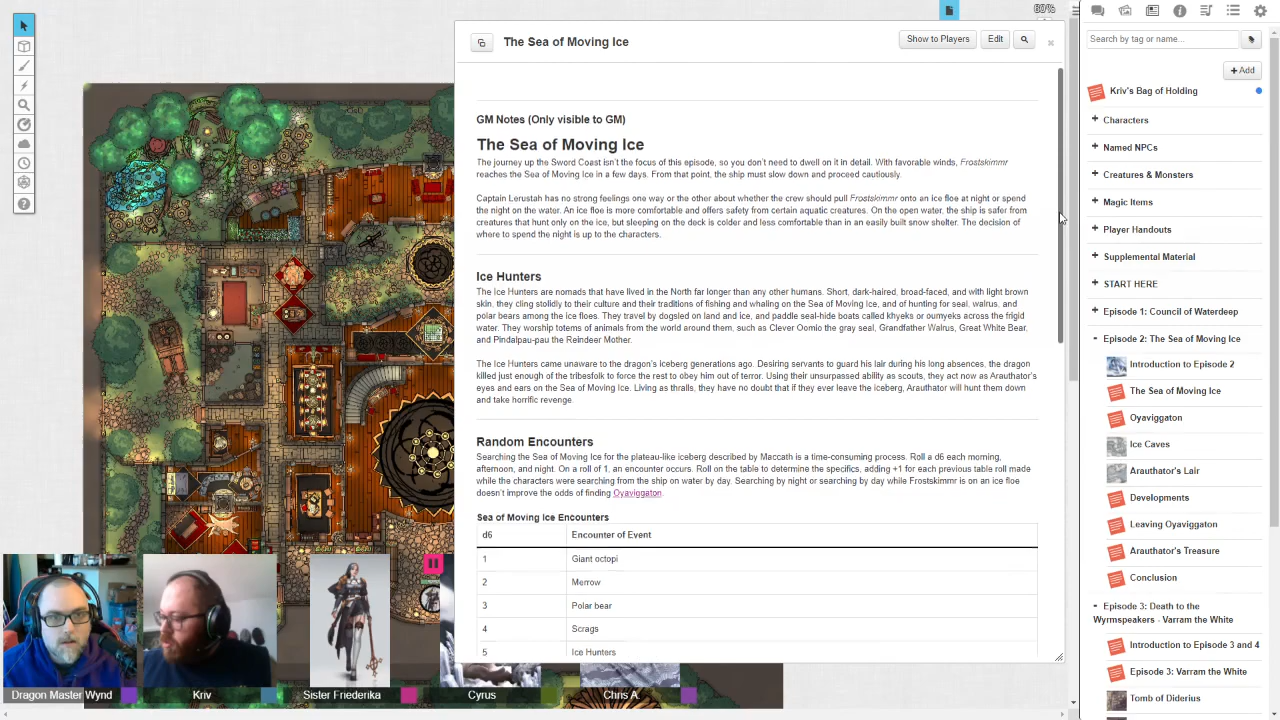 80%
The Sea of Moving Ice
Show to Players
Edit
GM Notes (Only visible to GM)
The Sea of Moving Ice
The journey up the Sword Coast isn't the focus of this episode, so you don't need to dwell on it in detail. With favorable winds, Frostskimmr
reaches the Sea of Moving Ice in a few days. From that point, the ship must slow down and proceed cautiously.
Captain Lerustah has no strong feelings one way or the other about whether the crew should pull Frostskimmr onto an ice floe at night or spend
the night on the water. An ice floe is more comfortable and offers safety from certain aquatic creatures. On the open water, the ship is safer from
creatures that hunt only on the ice, but sleeping on the deck is colder and less comfortable than in an easily built snow shelter. The decision of
where to spend the night is up to the characters.
Ice Hunters
The Ice Hunters are nomads that have lived in the North far longer than any other humans. Short, dark-haired, broad-faced, and with light brown
skin, they cling stolidly to their culture and their traditions of fishing and whaling on the Sea of Moving Ice, and of hunting for seal, walrus, and
polar bears among the ice floes. They travel by dogsled on land and ice, and paddle seal-hide boats called khyeks or oumyeks across the frigid
water. They worship totems of animals from the world around them, such as Clever Oomio the gray seal, Grandfather Walrus, Great White Bear,
and Pindalpau-pau the Reindeer Mother.
The Ice Hunters came unaware to the dragon's iceberg generations ago. Desiring servants to guard his lair during his long absences, the dragon
killed just enough of the tribesfolk to force the rest to obey him out of terror. Using their unsurpassed ability as scouts, they act now as Arauthator's
eyes and ears on the Sea of Moving Ice. Living as thralls, they have no doubt that if they ever leave the iceberg, Arauthator will hunt them down
and take horrific revenge
Random Encounters
Searching the Sea of Moving Ice for the plateau-like iceberg described by Maccath is a time-consuming process. Roll a d6 each morning,
afternoon, and night. On a roll of 1, an encounter occurs. Roll on the table to determine the specifics, adding +1 for each previous table roll made
while the characters were searching from the ship on water by day. Searching by night or searching by day while Frostskimmr is on an ice floe
doesn't improve the odds of finding Oyaviggaton.
Sea of Moving Ice Encounters
d6 Encounter of Event
1 Giant octopi
2 Merrow
3 Polar bear
4 Scrags
5 Ice Hunters
Search by tag or name...
+ Add
Kriv's Bag of Holding
+ Characters
+ Named NPCs
+ Creatures & Monsters
+ Magic Items
+ Player Handouts
+ Supplemental Material
+ START HERE
+ Episode 1: Council of Waterdeep
- Episode 2: The Sea of Moving Ice
Introduction to Episode 2
The Sea of Moving Ice
Oyaviggaton
Ice Caves
Arauthator's Lair
Developments
Leaving Oyaviggaton
Arauthator's Treasure
Conclusion
- Episode 3: Death to the
Wyrmspeakers - Varram the White
Introduction to Episode 3 and 4
Episode 3: Varram the White
Tomb of Diderius
Dragon Master Wynd
Kriv
Sister Friederika
Cyrus
Chris A.